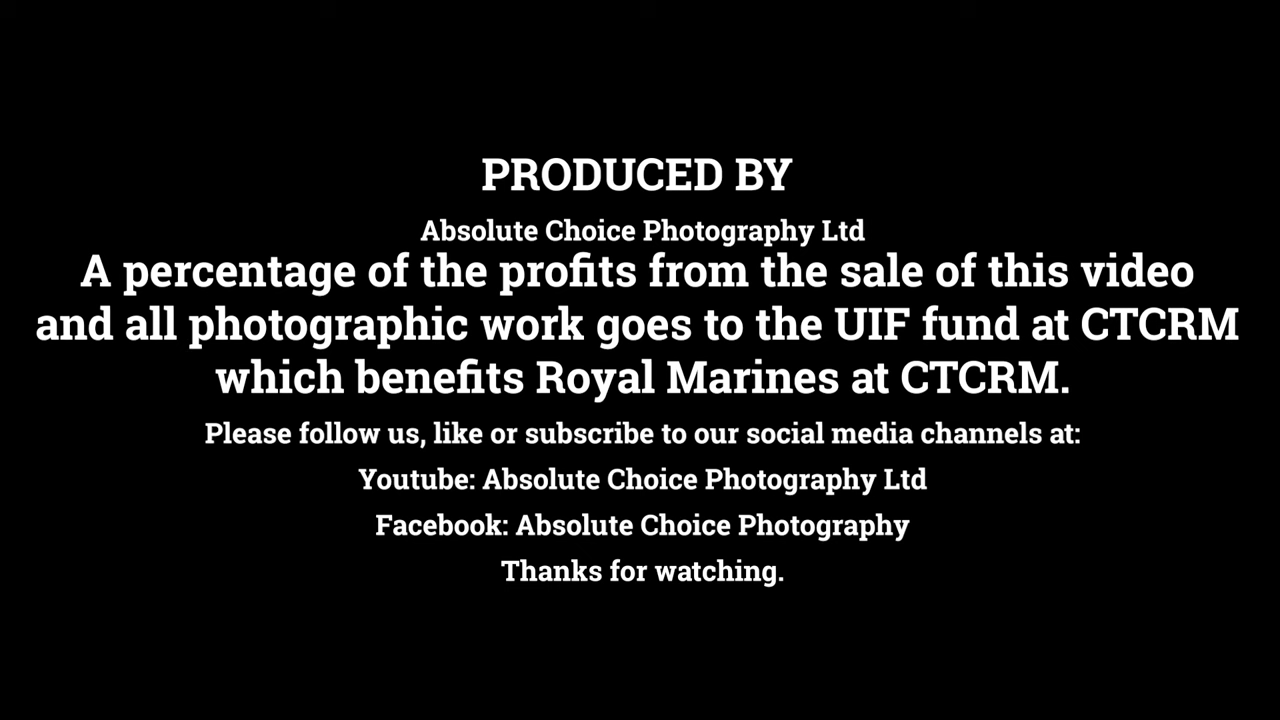 PRODUCED BY
Absolute Choice Photography Ltd
A percentage of the profits from the sale of this video
and all photographic work goes to the UIF fund at CTCRM
which benefits Royal Marines at CTCRM.
Please follow us, like or subscribe to our social media channels at:
Youtube: Absolute Choice Photography Ltd
Facebook: Absolute Choice Photography
Thanks for watching.